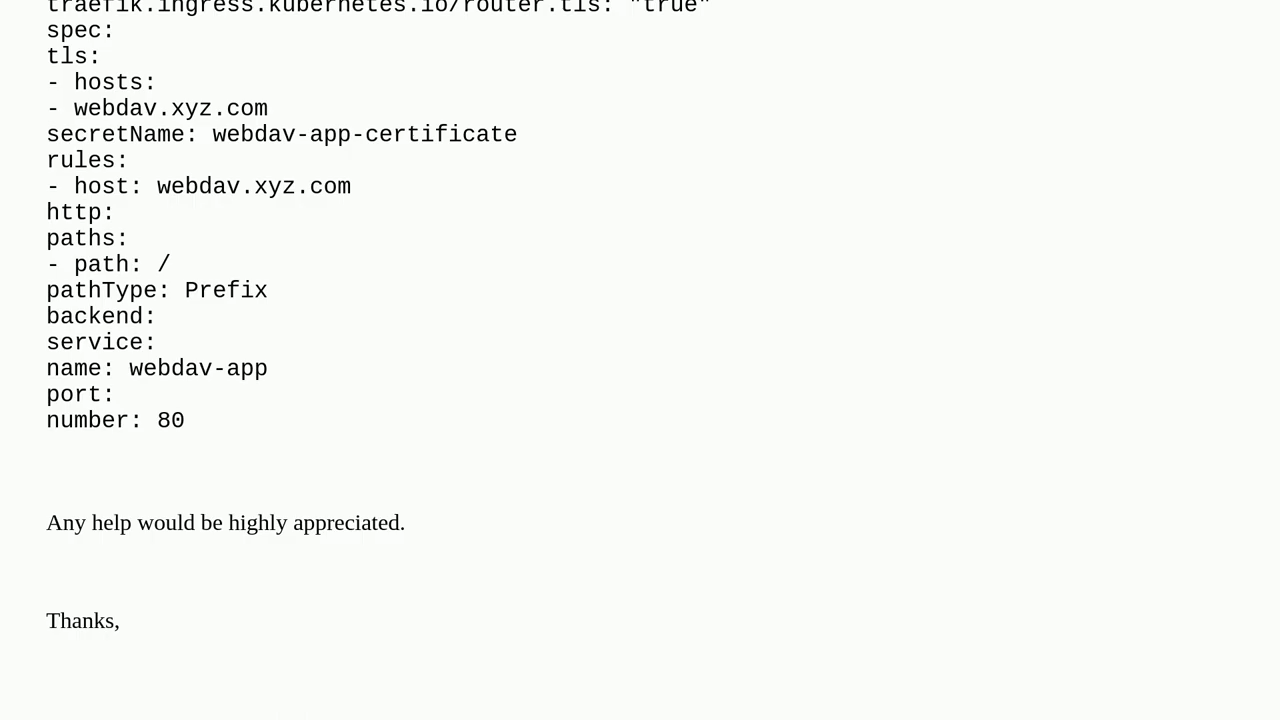 traefik.ingress.kubernetes.io/router.tls: "true"
spec:
tls:
- hosts:
- webdav.xyz.com
secretName: webdav-app-certificate
rules:
- host: webdav.xyz.com
http:
paths:
- path: /
pathType: Prefix
backend:
service:
name: webdav-app
port:
number: 80
Any help would be highly appreciated.
Thanks,